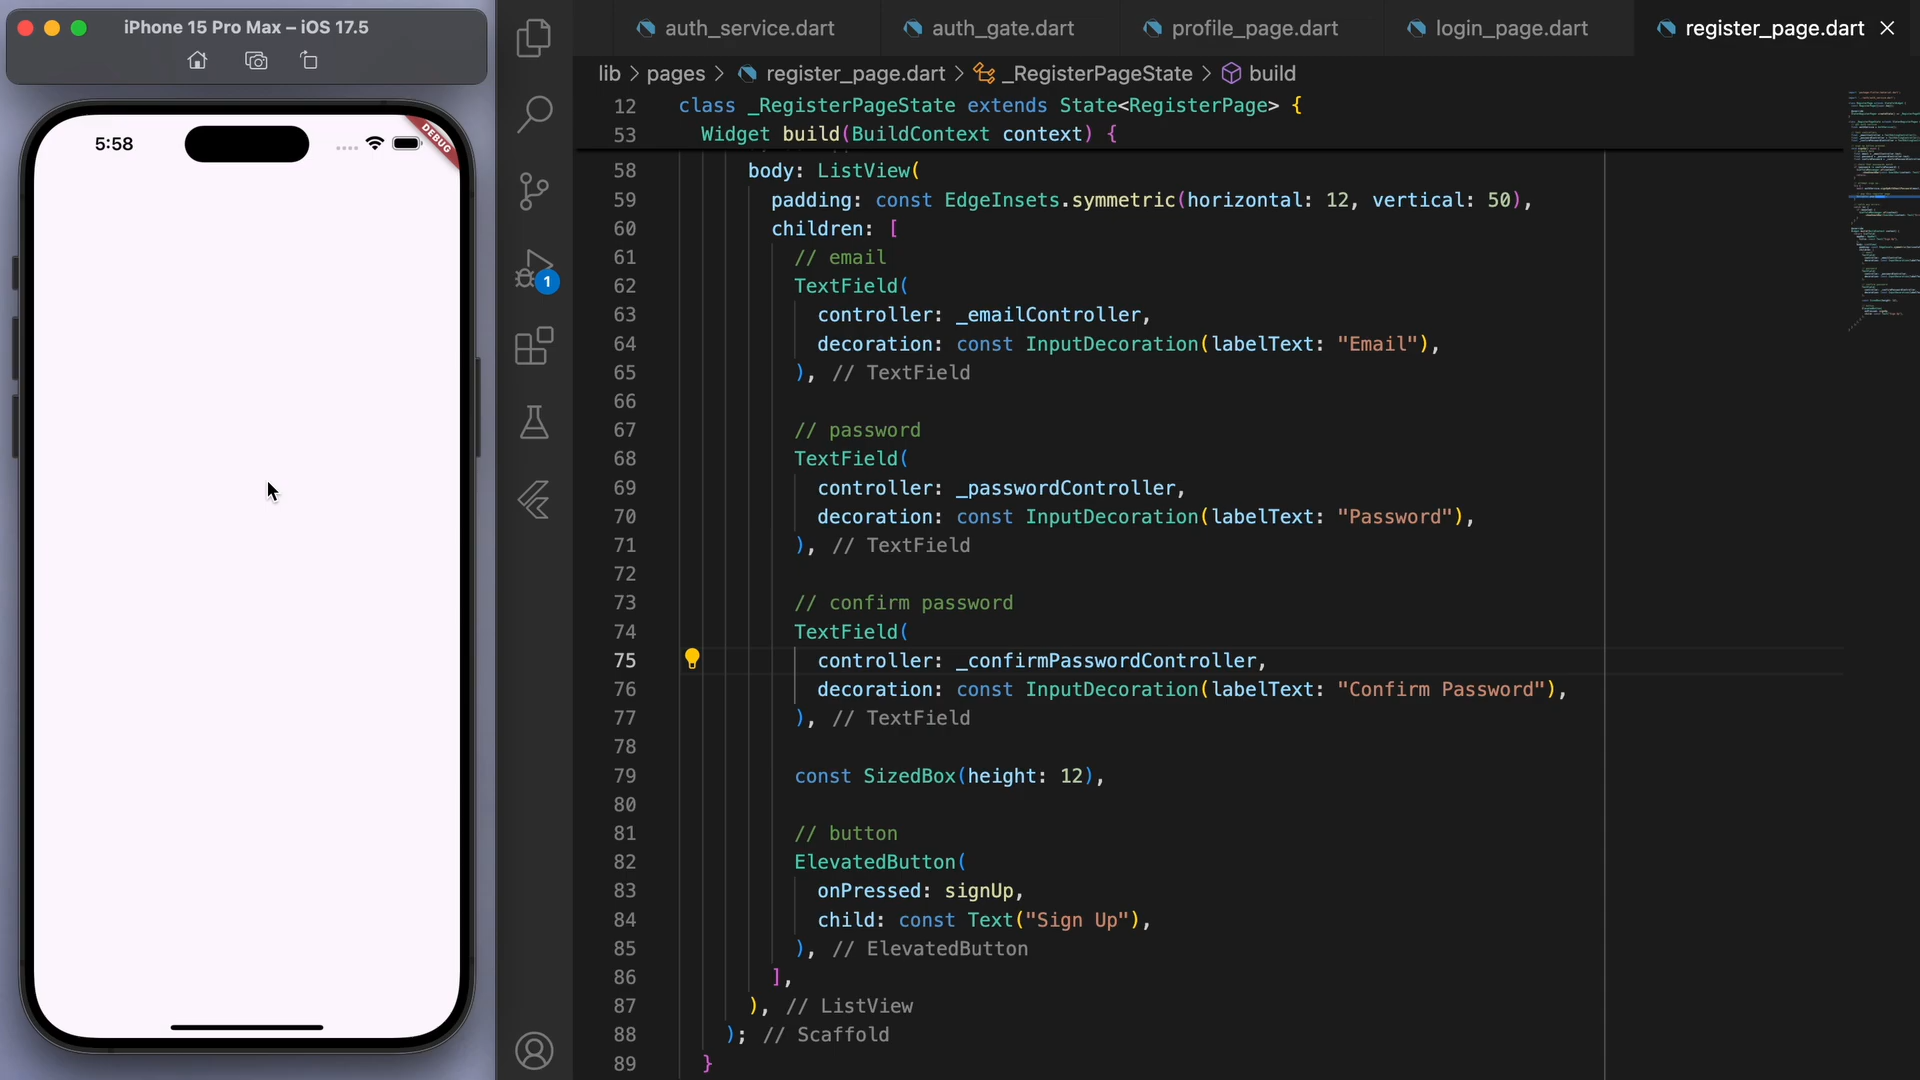 iPhone 15 Pro Max – iOS 17.5
5:58
DEBUG
1
auth_service.dart
auth_gate.dart
profile_page.dart
login_page.dart
register_page.dart
lib > pages > register_page.dart > _RegisterPageState > build
12 class _RegisterPageState extends State<RegisterPage> {
53 Widget build(BuildContext context) {
58 body: ListView(
59 padding: const EdgeInsets.symmetric(horizontal: 12, vertical: 50),
60 children: [
61 // email
62 TextField(
63 controller: _emailController,
64 decoration: const InputDecoration(labelText: "Email"),
65 ), // TextField
66
67 // password
68 TextField(
69 controller: _passwordController,
70 decoration: const InputDecoration(labelText: "Password"),
71 ), // TextField
72
73 // confirm password
74 TextField(
75 controller: _confirmPasswordController,
76 decoration: const InputDecoration(labelText: "Confirm Password"),
77 ), // TextField
78
79 const SizedBox(height: 12),
80
81 // button
82 ElevatedButton(
83 onPressed: signUp,
84 child: const Text("Sign Up"),
85 ), // ElevatedButton
86 ],
87 ), // ListView
88 ); // Scaffold
89 }